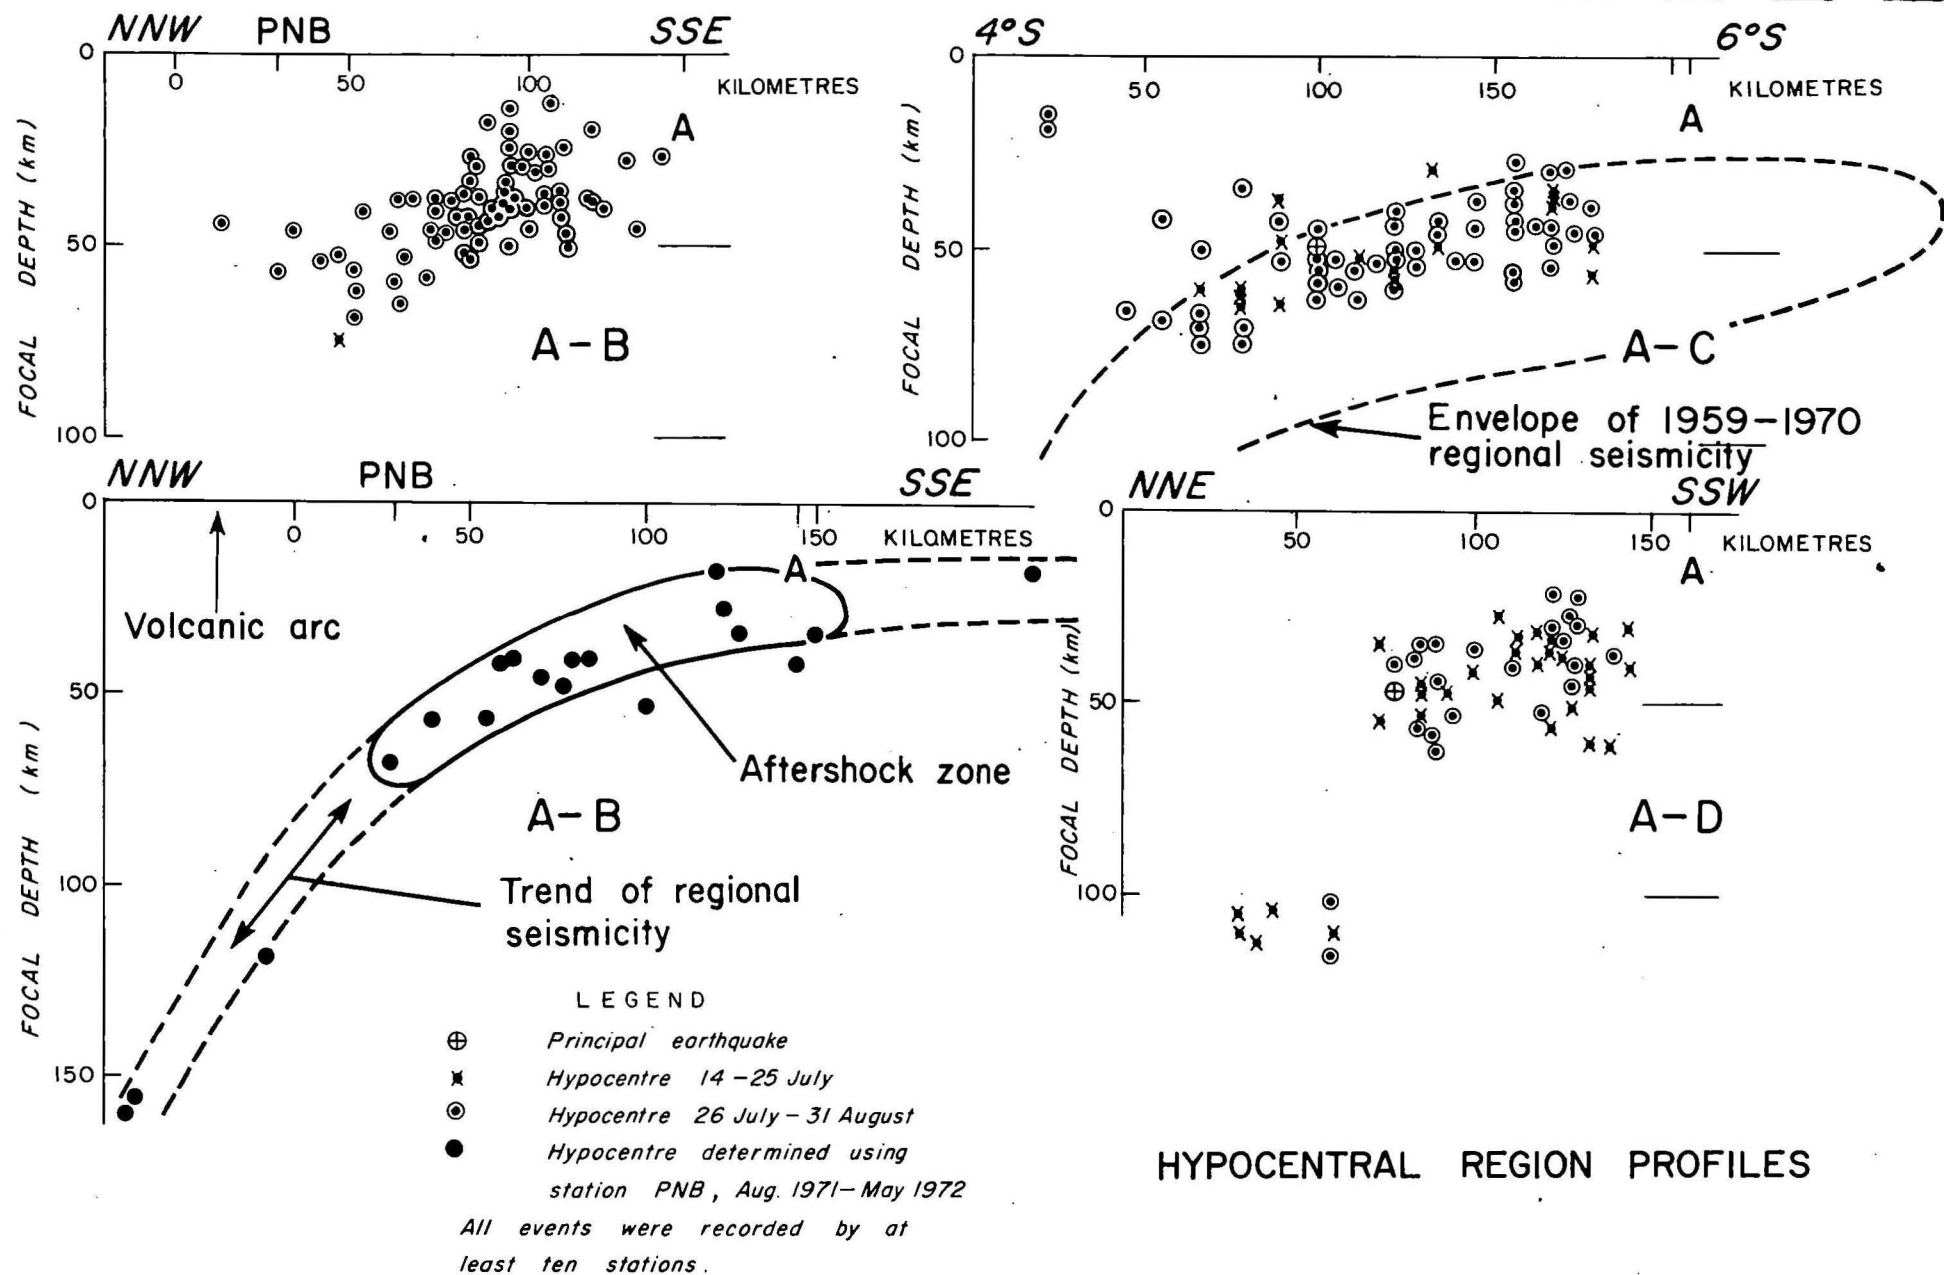 NNW PNB SSE
0
0 50 100 KILOMETRES
A
FOCAL DEPTH (km)
50
A-B
100
4°S 6°S
0
50 100 150 KILOMETRES
A
FOCAL DEPTH (km)
50
A-C
Envelope of 1959-1970
regional seismicity
100
NNW PNB SSE
0
0 50 100 150 KILOMETRES
A
Volcanic arc
50
FOCAL DEPTH (km)
Aftershock zone
A-B
100
Trend of regional
seismicity
150
NNE SSW
0
50 100 150 KILOMETRES
A
FOCAL DEPTH (km)
50
A-D
100
LEGEND
Principal earthquake
Hypocentre 14-25 July
Hypocentre 26 July-31 August
Hypocentre determined using
station PNB, Aug. 1971-May 1972
All events were recorded by at
least ten stations.
HYPOCENTRAL REGION PROFILES